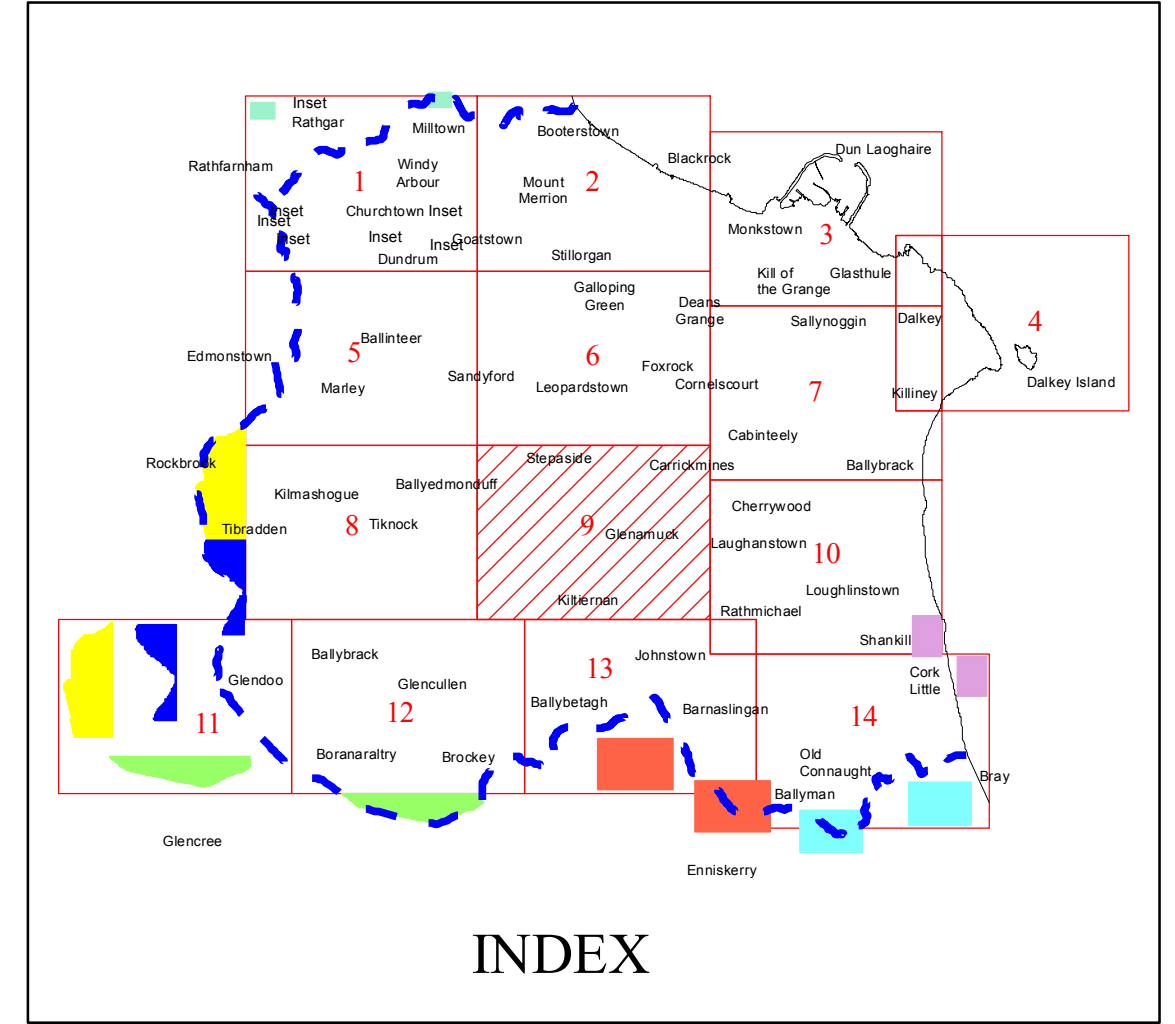 Inset
Rathgar
Milltown
Booterstown
Rathfarnham
Windy
Arbour
1
Mount
Merrion
2
Blackrock
Dun Laoghaire
Inset
Inset
Inset
Churchtown Inset
Inset
Inset
Goatstown
Dundrum
Stillorgan
Monkstown
3
Kill of
the Grange
Glasthule
Galloping
Green
Deans
Grange
Sallynoggin
Dalkey
4
Dalkey Island
Killiney
Edmonstown
Ballinteer
5
Marley
Sandyford
6
Leopardstown
Foxrock
Cornelscourt
7
Cabinteely
Ballybrack
Rockbrook
Tibradden
Kilmashogue
Ballyedmonduff
8
Tiknock
Stepaside
Carrickmines
9
Glenamuck
Kiltiernan
Cherrywood
Laughanstown
10
Loughlinstown
Rathmichael
Shankill
Cork
Little
Glendoo
11
Ballybrack
Glencullen
12
Boranaraltry
Brockey
13
Johnstown
Ballybetagh
Barnaslingan
14
Old
Connaught
Ballyman
Bray
Glencree
Enniskerry
INDEX